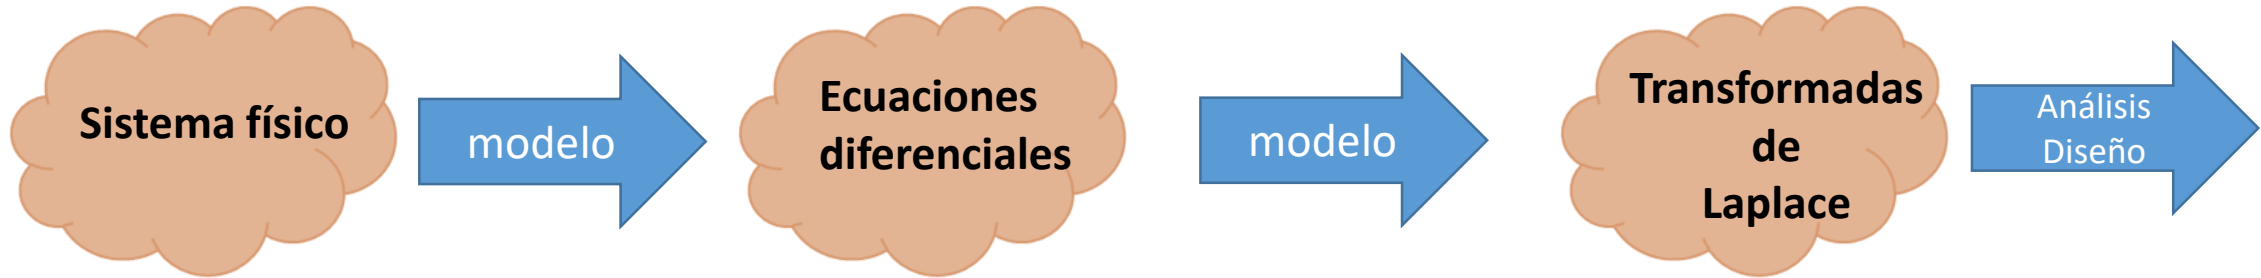 Sistema físico
modelo
Ecuaciones
diferenciales
modelo
Transformadas
de
Laplace
Análisis
Diseño